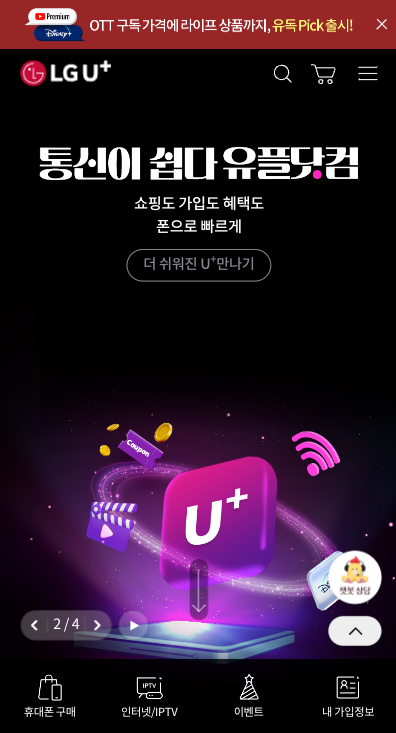 Premium
Disney+
OTT 구독 가격에 라이프 상품까지, 유독 Pick 출시!
LG U+
통신이 쉽다 유플닷컴
쇼핑도 가입도 혜택도
폰으로 빠르게
더 쉬워진 U+만나기
Coupon
U+
챗봇 상담
2 / 4
IPTV
휴대폰 구매
인터넷/IPTV
이벤트
내 가입정보